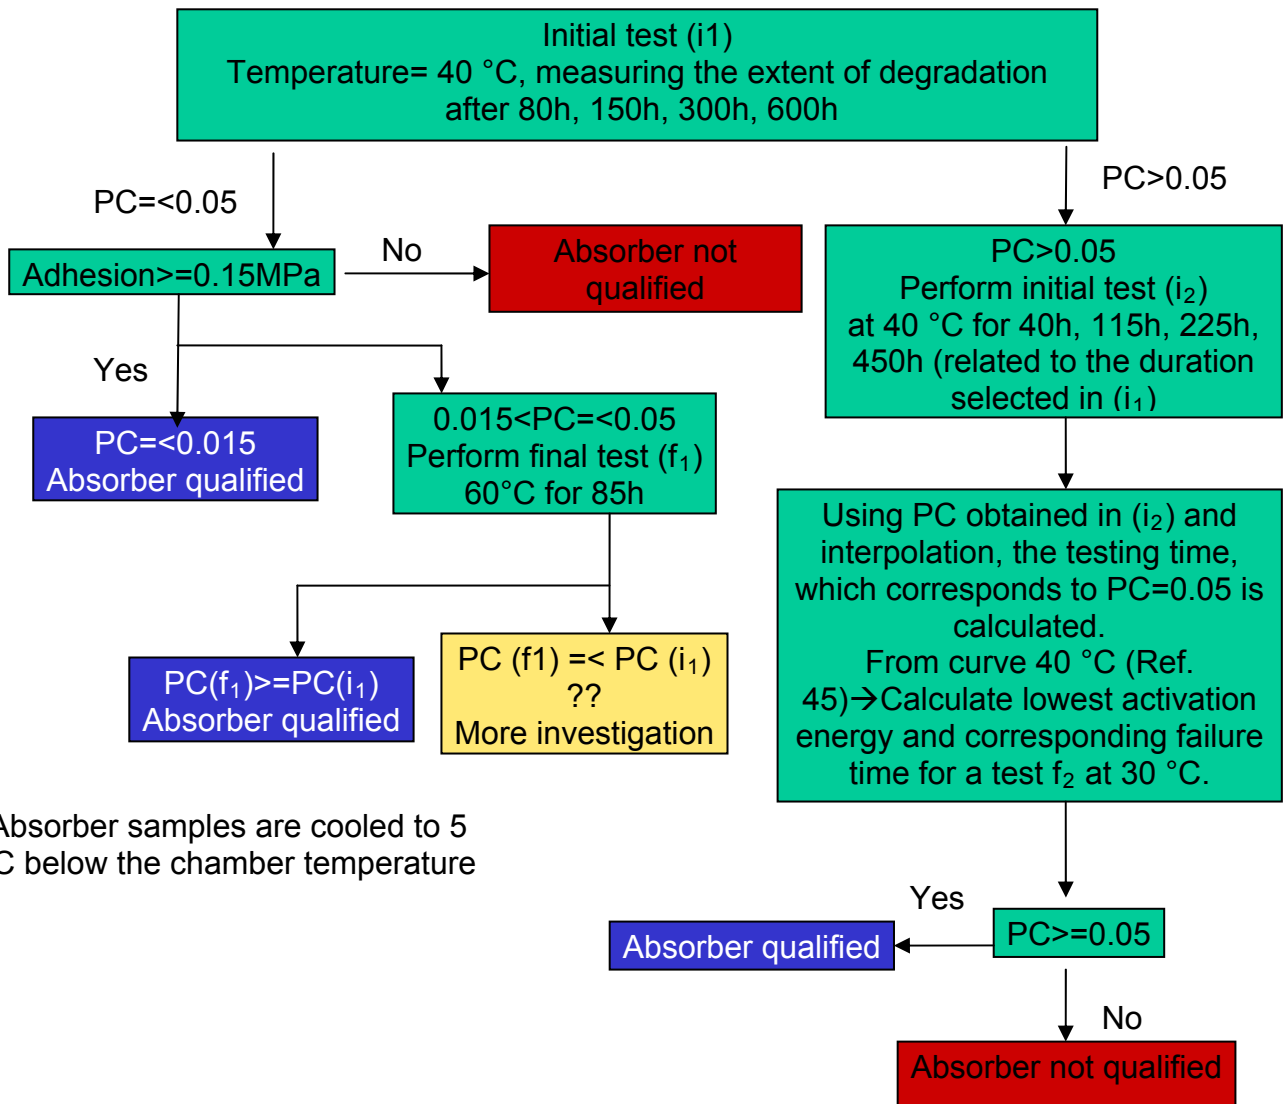 Initial test (i1)
Temperature= 40 °C, measuring the extent of degradation
after 80h, 150h, 300h, 600h
PC=<0.05
PC>0.05
Adhesion>=0.15MPa
No
Absorber not
qualified
PC>0.05
Perform initial test (i₂)
at 40 °C for 40h, 115h, 225h,
450h (related to the duration
selected in (i₁)
Yes
PC=<0.015
Absorber qualified
0.015<PC=<0.05
Perform final test (f₁)
60°C for 85h
Using PC obtained in (i₂) and
interpolation, the testing time,
which corresponds to PC=0.05 is
calculated.
From curve 40 °C (Ref.
45)→Calculate lowest activation
energy and corresponding failure
time for a test f₂ at 30 °C.
PC(f₁)>=PC(i₁)
Absorber qualified
PC (f1) =< PC (i₁)
??
More investigation
Absorber samples are cooled to 5
C below the chamber temperature
Yes
PC>=0.05
Absorber qualified
No
Absorber not qualified